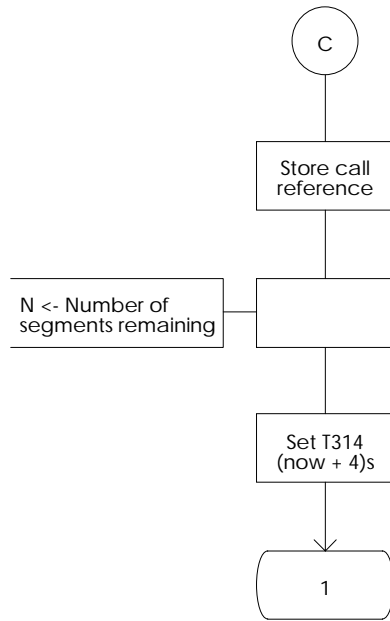 C
Store call
reference
N <- Number of
segments remaining
Set T314
(now + 4)s
1